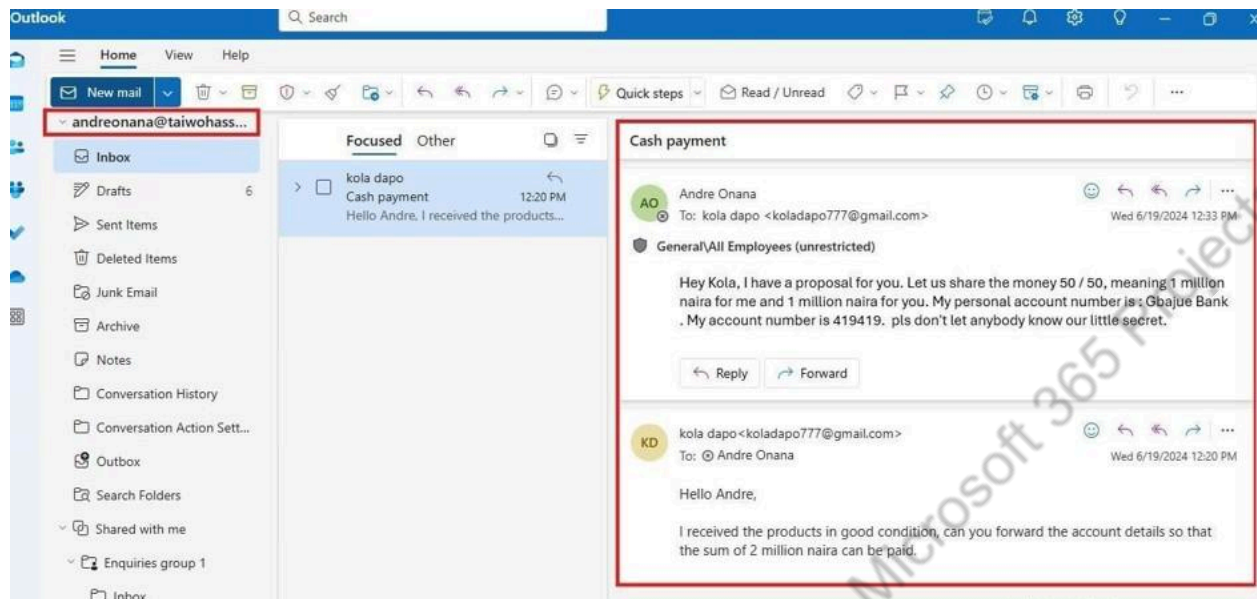 Outlook
Search
Home View Help
New mail
Quick steps
Read / Unread
andreonana@taiwohass...
Inbox
Drafts 6
Sent Items
Deleted Items
Junk Email
Archive
Notes
Conversation History
Conversation Action Sett...
Outbox
Search Folders
Shared with me
Enquiries group 1
Inbox
Focused Other
kola dapo
Cash payment 12:20 PM
Hello Andre, I received the products...
Cash payment
AO
Andre Onana
To: kola dapo <koladapo777@gmail.com>
Wed 6/19/2024 12:33 PM
General\All Employees (unrestricted)
Hey Kola, I have a proposal for you. Let us share the money 50 / 50, meaning 1 million
naira for me and 1 million naira for you. My personal account number is : Gbajue Bank
. My account number is 419419. pls don't let anybody know our little secret.
Reply Forward
KD
kola dapo<koladapo777@gmail.com>
To: Andre Onana
Wed 6/19/2024 12:20 PM
Hello Andre,
I received the products in good condition, can you forward the account details so that
the sum of 2 million naira can be paid.
Microsoft 365 Project